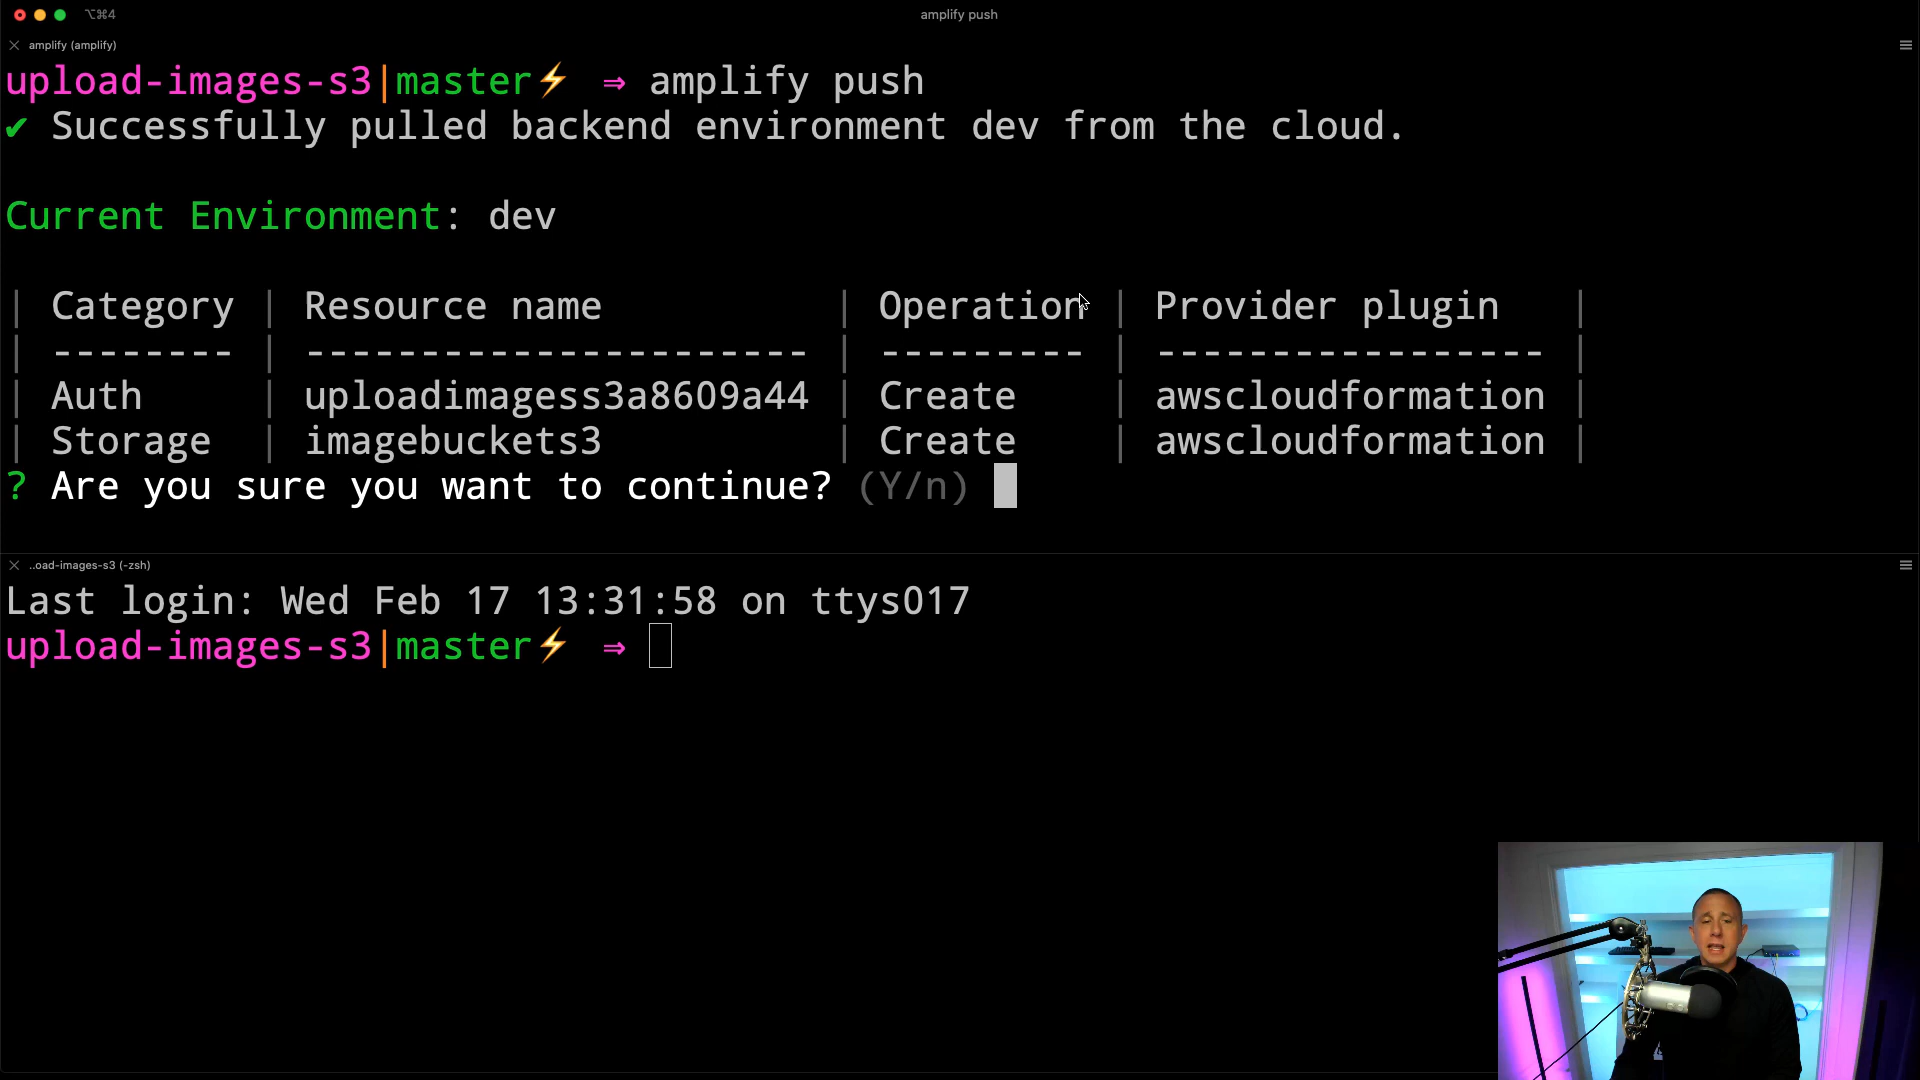 ⌥⌘4
amplify push
amplify (amplify)
upload-images-s3|master⚡ ⇒ amplify push
✔ Successfully pulled backend environment dev from the cloud.
Current Environment: dev
| Category | Resource name | Operation | Provider plugin |
| -------- | ---------------------- | --------- | ----------------- |
| Auth | uploadimagess3a8609a44 | Create | awscloudformation |
| Storage | imagebuckets3 | Create | awscloudformation |
? Are you sure you want to continue? (Y/n)
..oad-images-s3 (-zsh)
Last login: Wed Feb 17 13:31:58 on ttys017
upload-images-s3|master⚡ ⇒